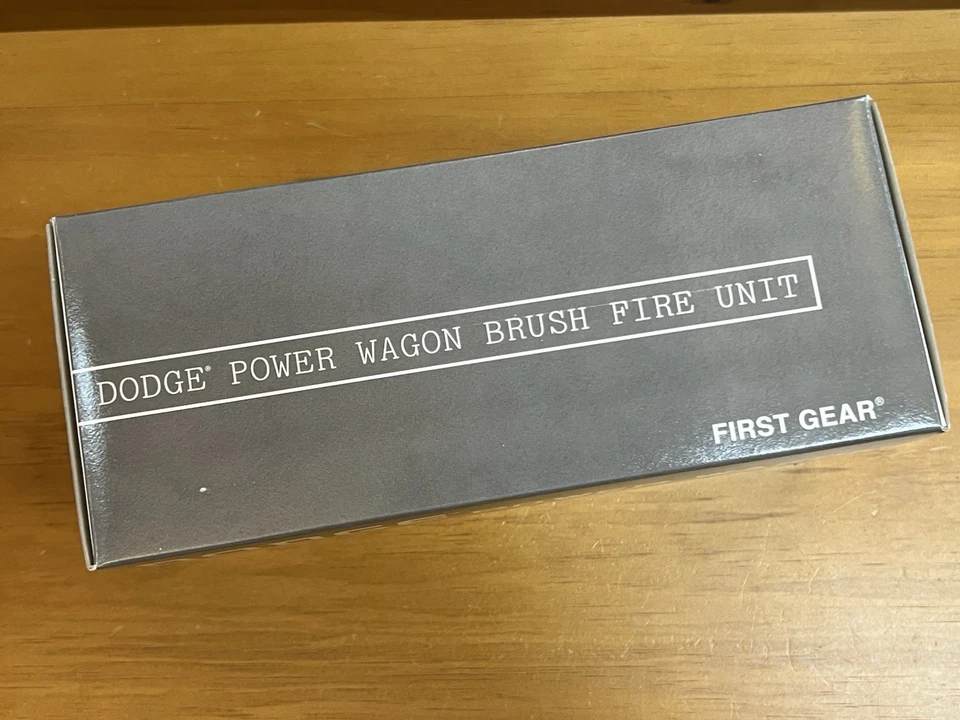 DODGE® POWER WAGON BRUSH FIRE UNIT
FIRST GEAR®